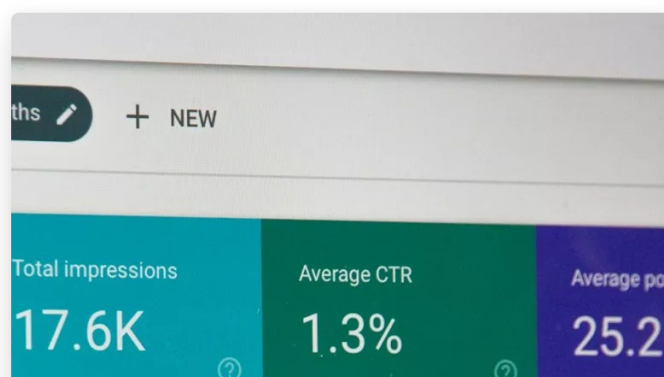 ths
+ NEW
Total impressions
17.6K
Average CTR
1.3%
Average po
25.2